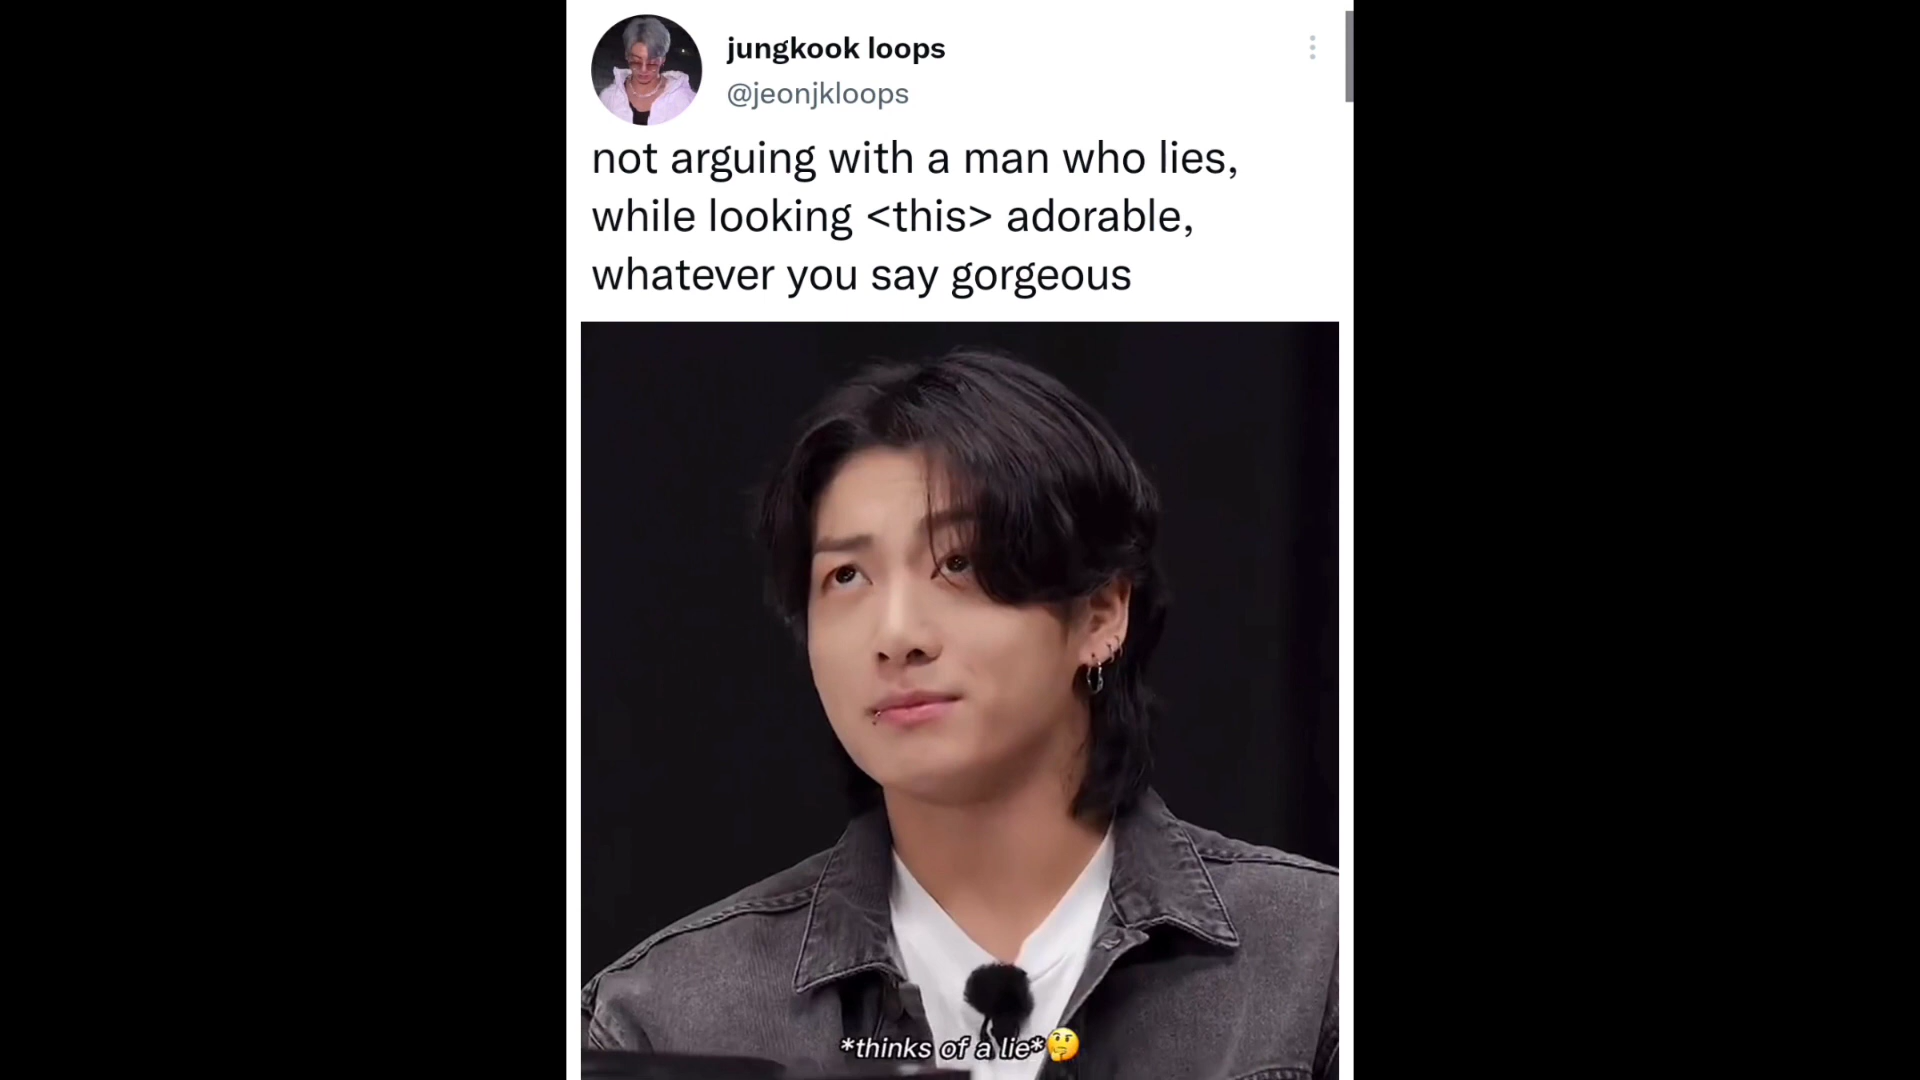 jungkook loops
@jeonjkloops
not arguing with a man who lies,
while looking <this> adorable,
whatever you say gorgeous
*thinks of a lie*🤔